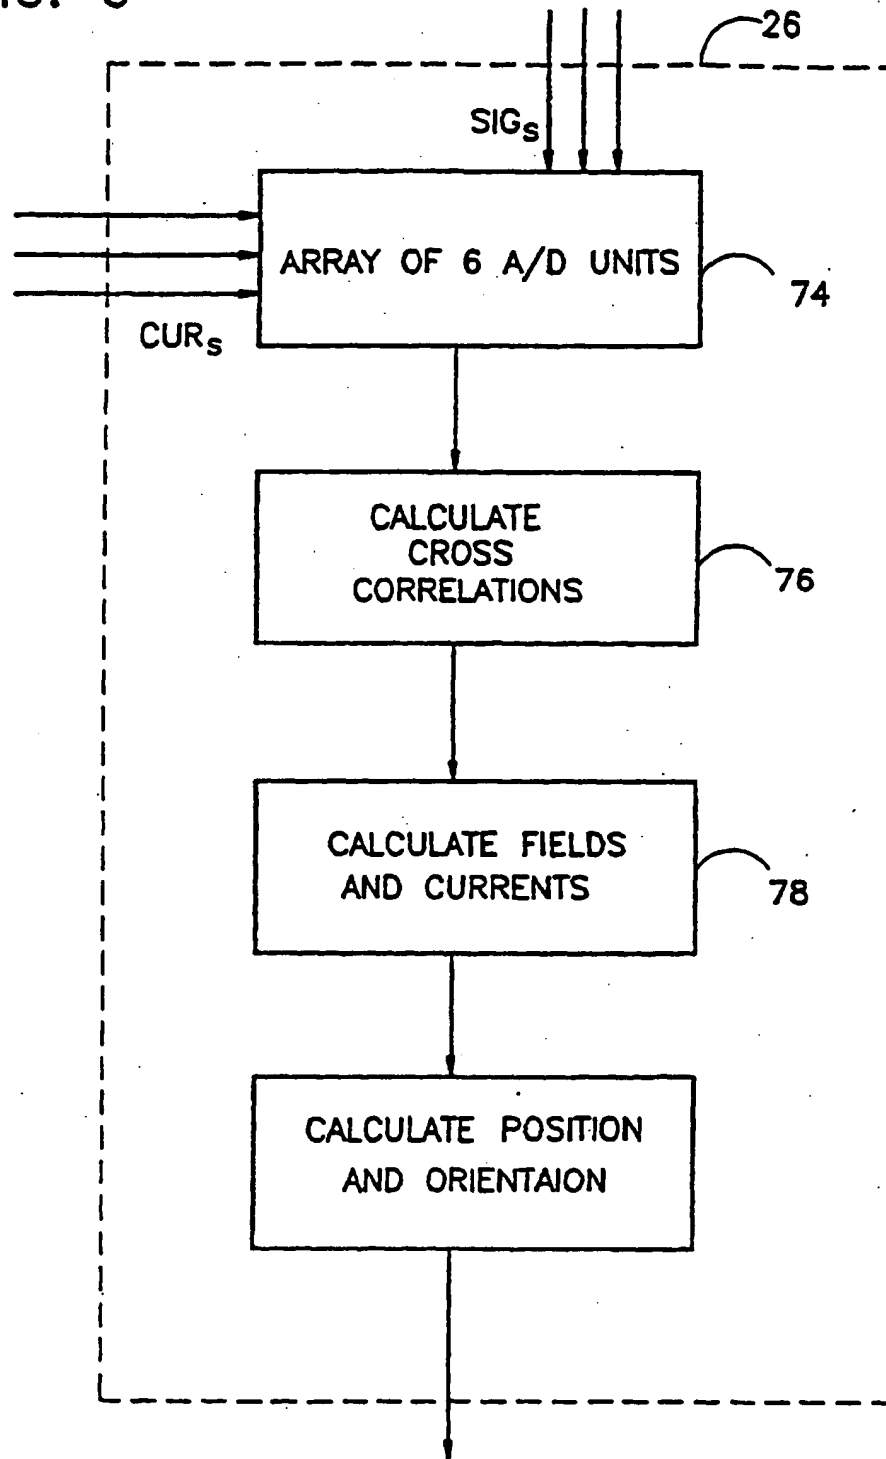 26
SIGs
ARRAY OF 6 A/D UNITS
74
CURs
CALCULATE
CROSS
CORRELATIONS
76
CALCULATE FIELDS
AND CURRENTS
78
CALCULATE POSITION
AND ORIENTAION